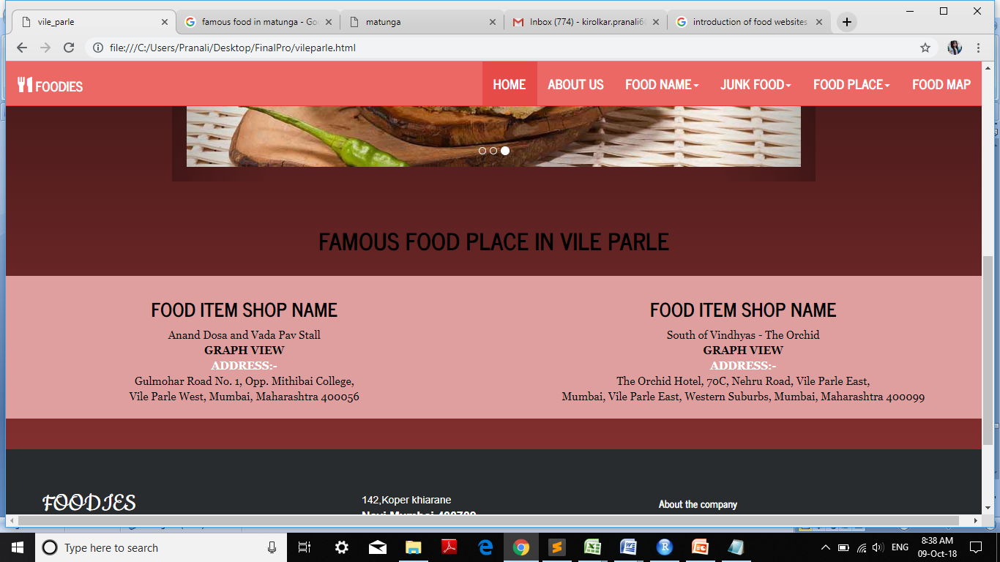 vile_parle
famous food in matunga - Goo
matunga
Inbox (774) - kirolkar.pranali6
introduction of food websites
file:///C:/Users/Pranali/Desktop/FinalPro/vileparle.html
FOODIES
HOME
ABOUT US
FOOD NAME
JUNK FOOD
FOOD PLACE
FOOD MAP
FAMOUS FOOD PLACE IN VILE PARLE
FOOD ITEM SHOP NAME
Anand Dosa and Vada Pav Stall
GRAPH VIEW
ADDRESS:-
Gulmohar Road No. 1, Opp. Mithibai College,
Vile Parle West, Mumbai, Maharashtra 400056
FOOD ITEM SHOP NAME
South of Vindhyas - The Orchid
GRAPH VIEW
ADDRESS:-
The Orchid Hotel, 70C, Nehru Road, Vile Parle East,
Mumbai, Vile Parle East, Western Suburbs, Mumbai, Maharashtra 400099
FOODIES
142,Koper khiarane
Navi Mumbai 400709
About the company
Type here to search
ENG
8:38 AM
09-Oct-18